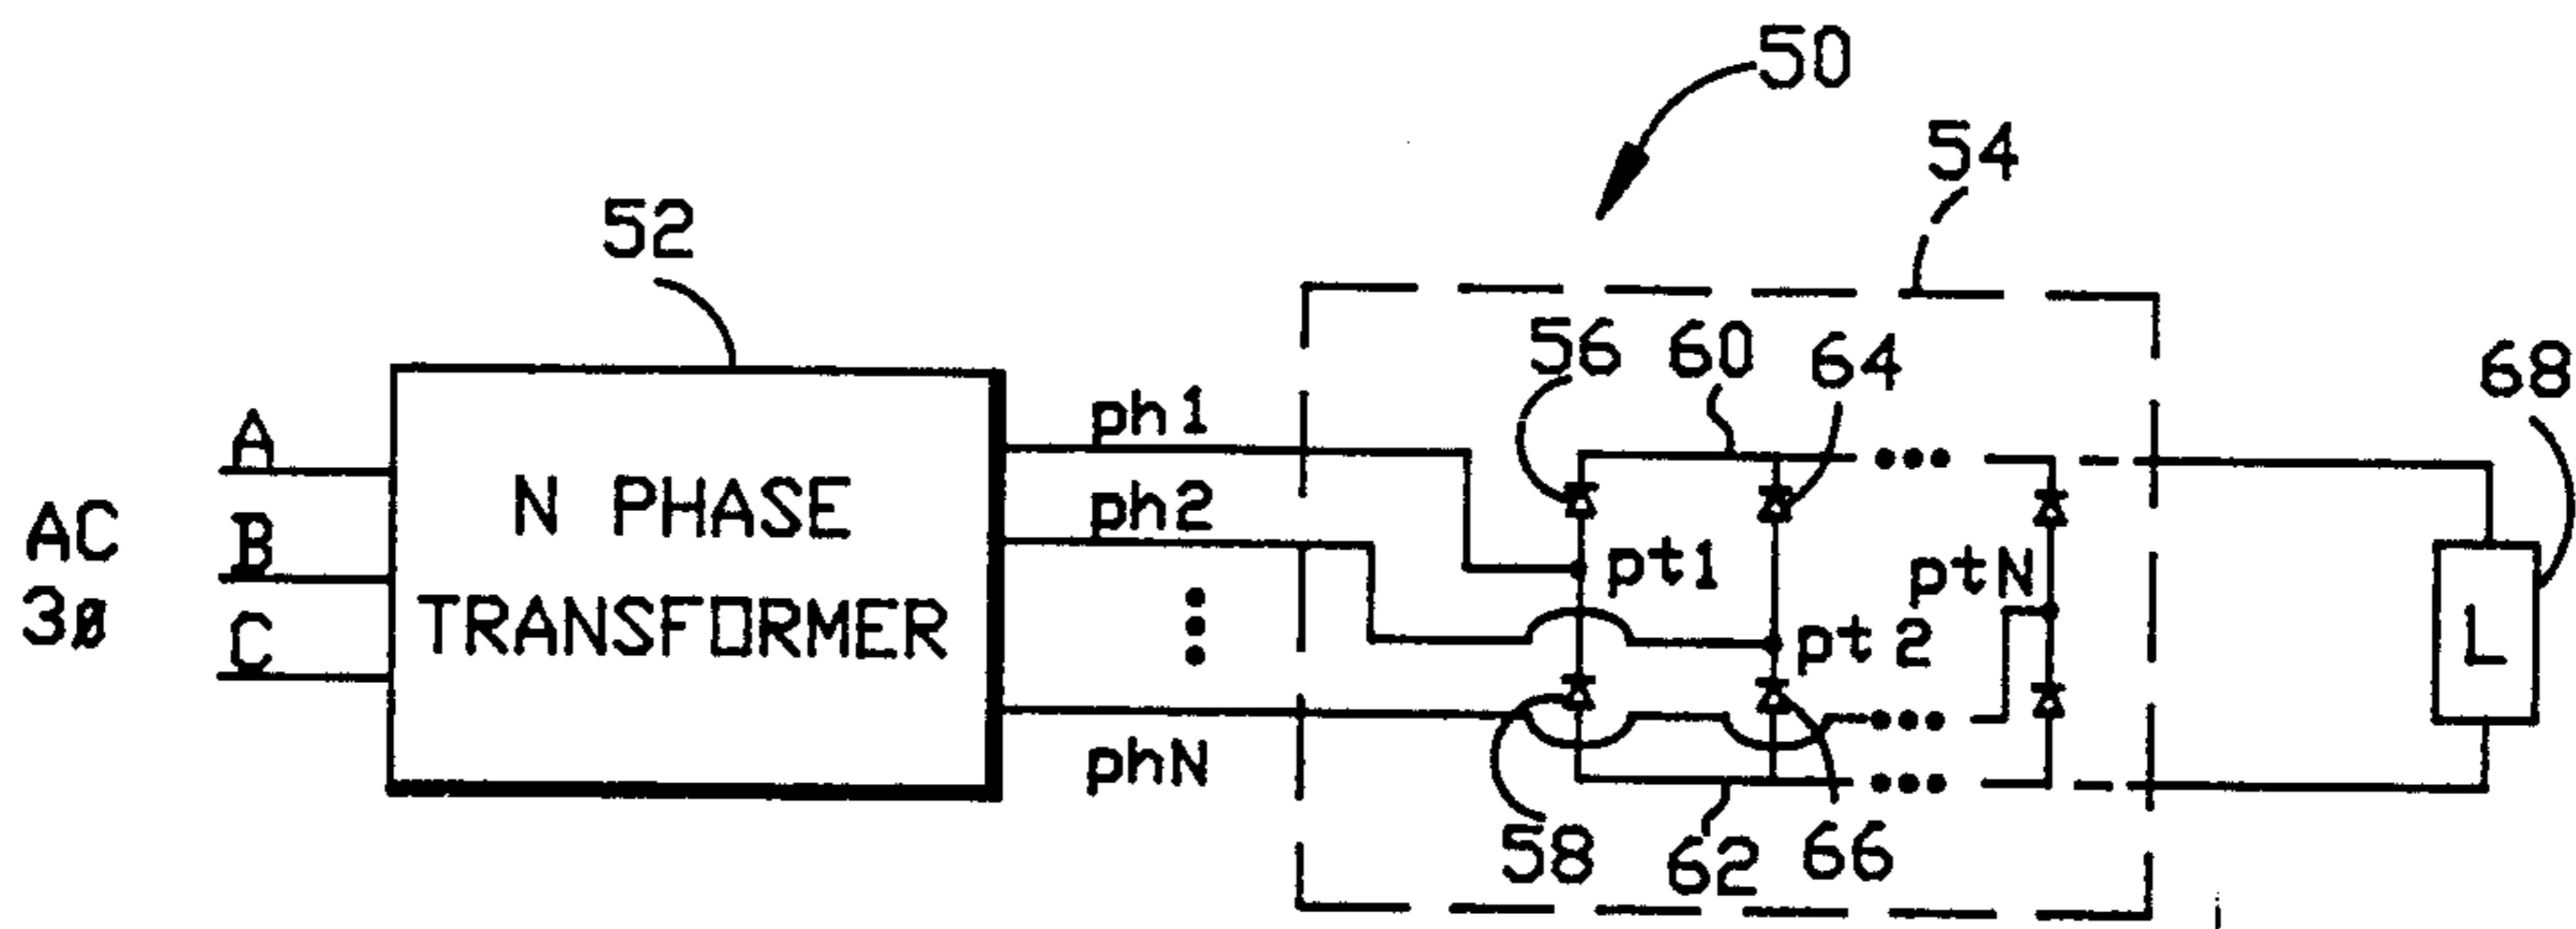 50
54
52
56
60
64
68
ph1
A
AC
3ø
B
C
N PHASE
TRANSFORMER
ph2
pt1
ptN
pt2
L
phN
58
62
66